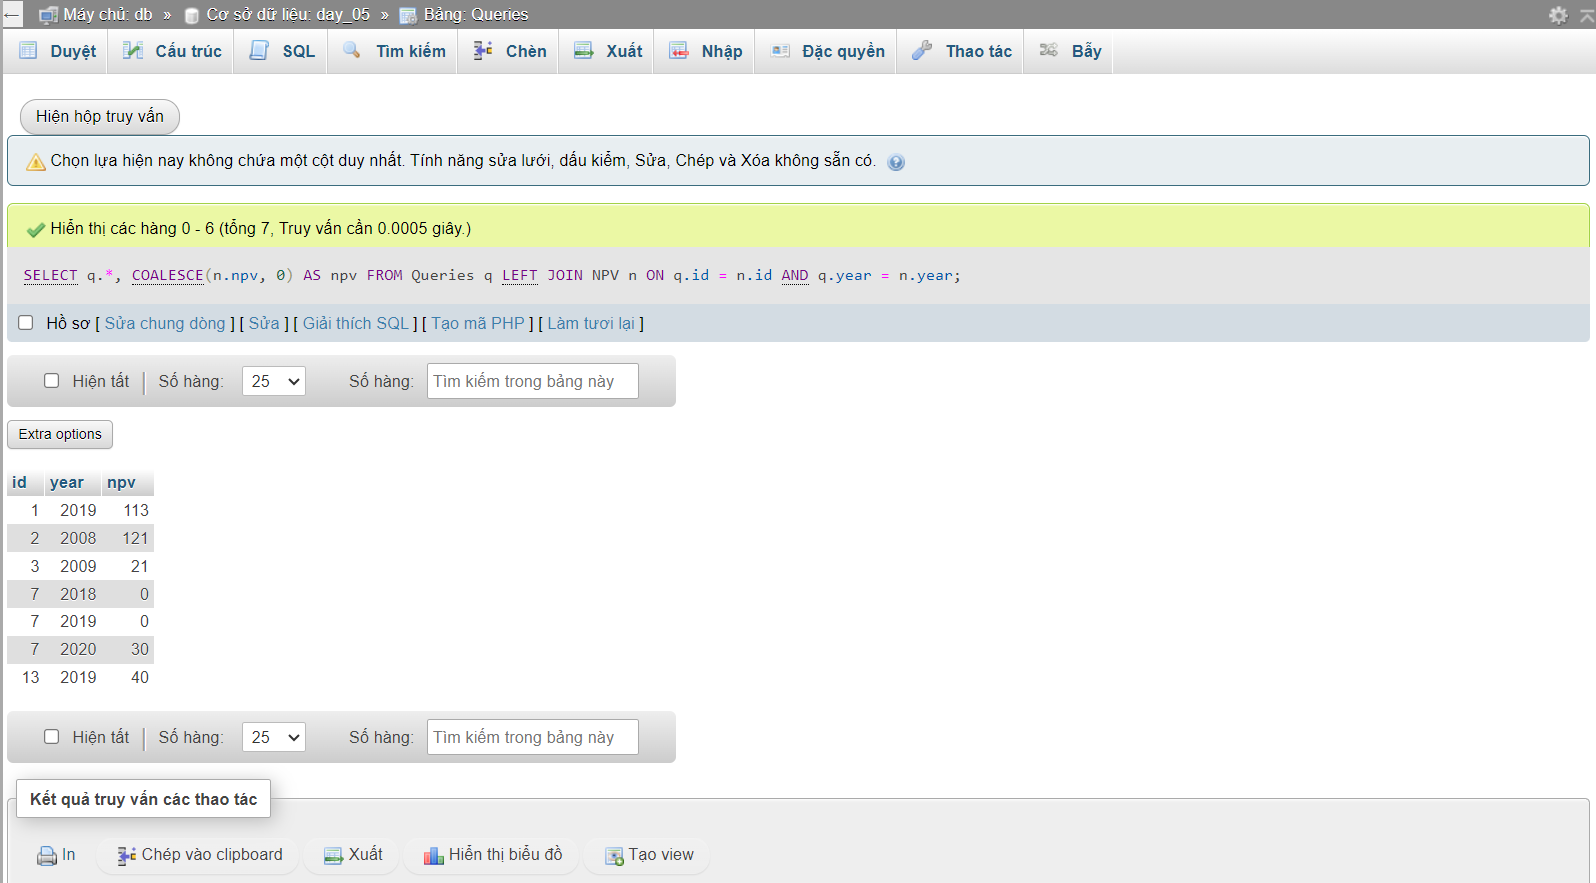 Máy chủ: db » Cơ sở dữ liệu: day_05 » Bảng: Queries
Duyệt Cấu trúc SQL Tìm kiếm Chèn Xuất Nhập Đặc quyền Thao tác Bẫy
Hiện hộp truy vấn
Chọn lựa hiện nay không chứa một cột duy nhất. Tính năng sửa lưới, dấu kiểm, Sửa, Chép và Xóa không sẵn có.
Hiển thị các hàng 0 - 6 (tổng 7, Truy vấn cần 0.0005 giây.)
SELECT q.*, COALESCE(n.npv, 0) AS npv FROM Queries q LEFT JOIN NPV n ON q.id = n.id AND q.year = n.year;
Hồ sơ [ Sửa chung dòng ] [ Sửa ] [ Giải thích SQL ] [ Tạo mã PHP ] [ Làm tươi lại ]
Hiện tất Số hàng: 25 Số hàng: Tìm kiếm trong bảng này
Extra options
id year npv
1 2019 113
2 2008 121
3 2009 21
7 2018 0
7 2019 0
7 2020 30
13 2019 40
Hiện tất Số hàng: 25 Số hàng: Tìm kiếm trong bảng này
Kết quả truy vấn các thao tác
In Chép vào clipboard Xuất Hiển thị biểu đồ Tạo view